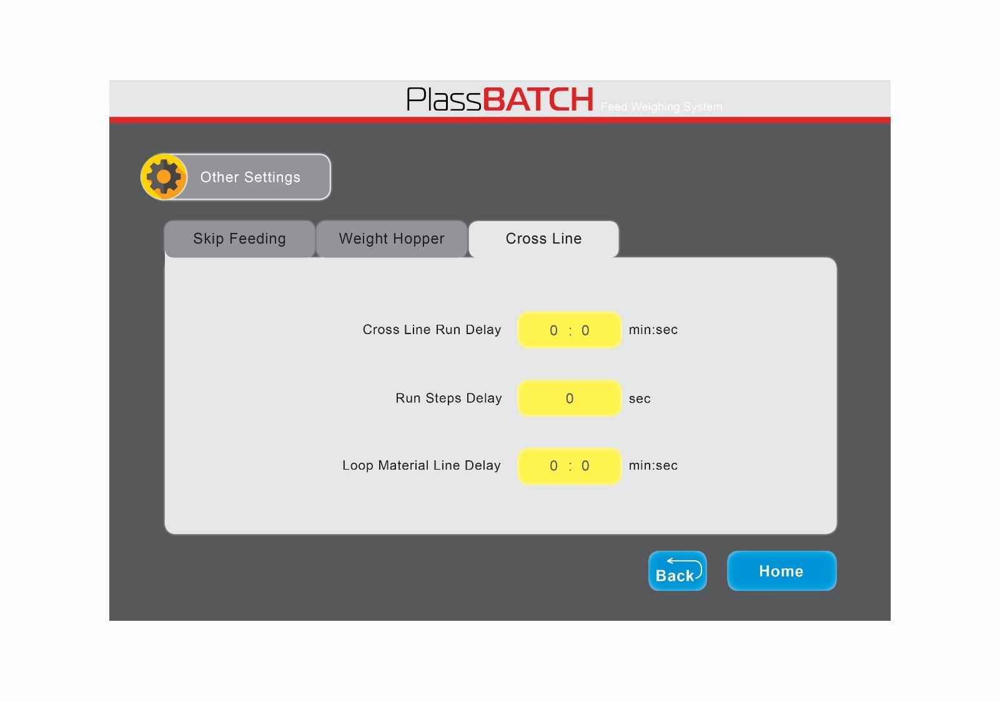 PlassBATCH Feed Weighing System
Other Settings
Skip Feeding Weight Hopper Cross Line
Cross Line Run Delay 0 : 0 min:sec
Run Steps Delay 0 sec
Loop Material Line Delay 0 : 0 min:sec
Back Home